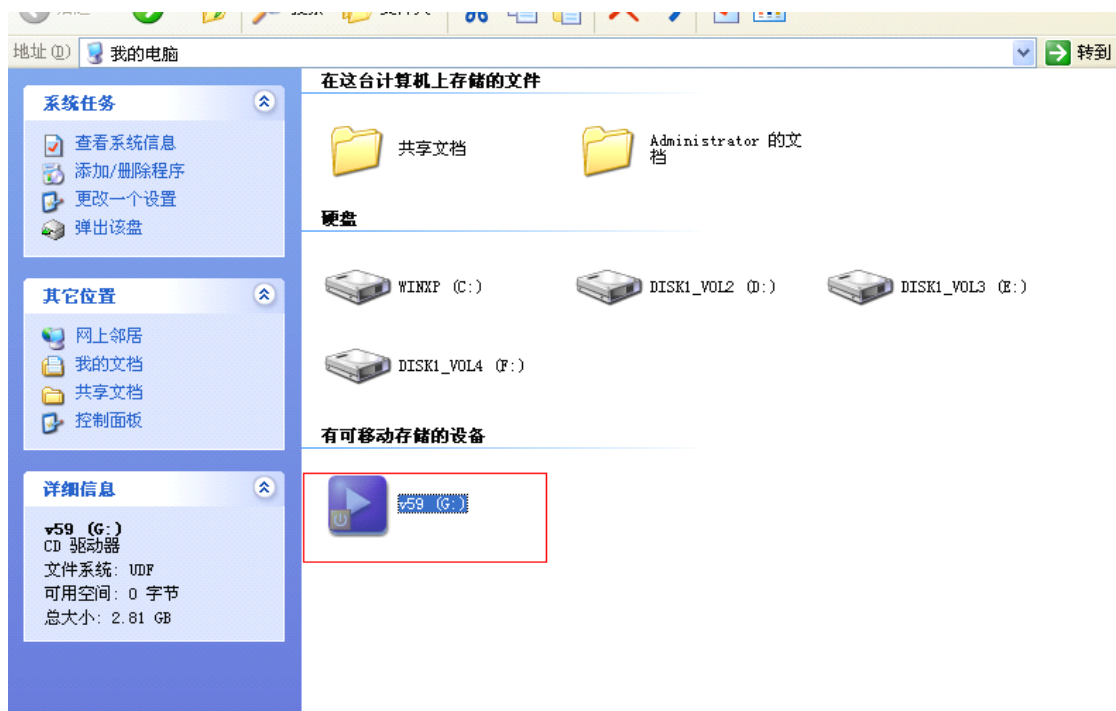 地址(D) 我的电脑 转到
系统任务
查看系统信息
添加/删除程序
更改一个设置
弹出该盘
其它位置
网上邻居
我的文档
共享文档
控制面板
详细信息
v59 (G:)
CD 驱动器
文件系统: UDF
可用空间: 0 字节
总大小: 2.81 GB
在这台计算机上存储的文件
共享文档
Administrator 的文
档
硬盘
WINXP (C:)
DISK1_VOL2 (D:)
DISK1_VOL3 (E:)
DISK1_VOL4 (F:)
有可移动存储的设备
v59 (G:)